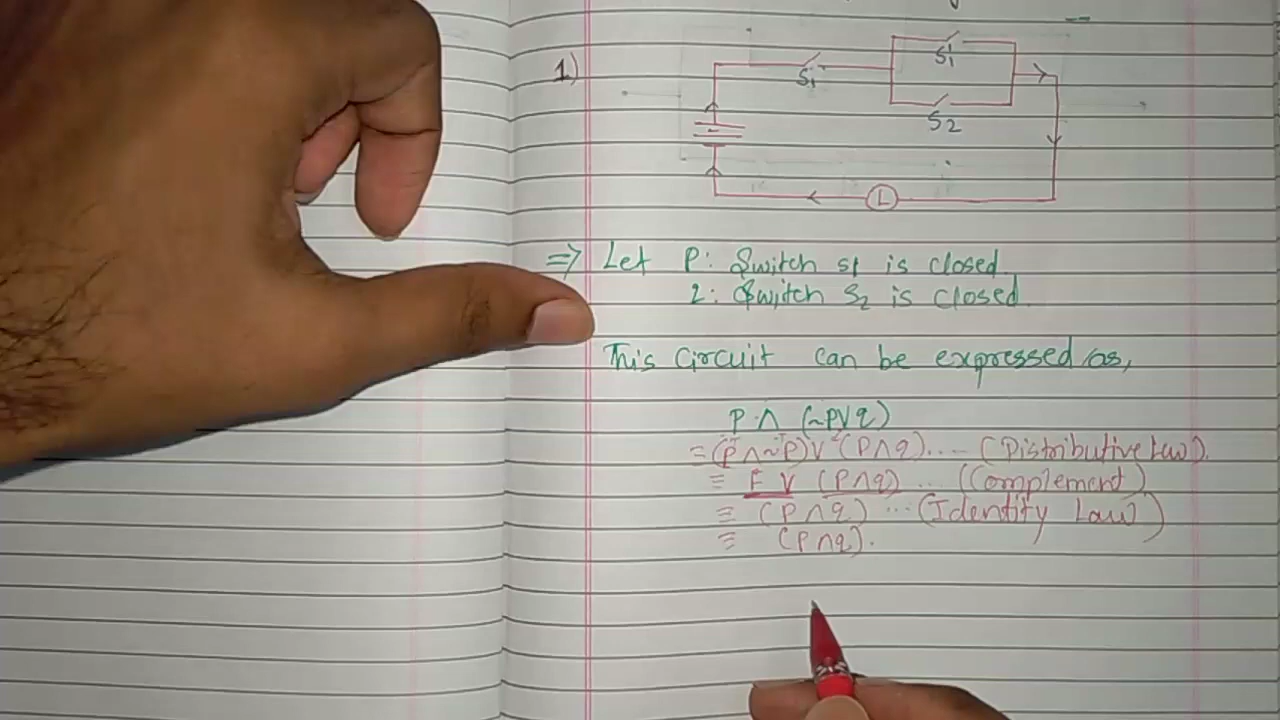 1)
S1
S1'
S2
L
⇒ Let P: Switch s1 is closed
q: Switch S2 is closed.
This Circuit can be expressed as,
P ∧ (~P∨q)
≡ (P∧~P)∨(P∧q).... (Distributive Law).
≡ F ∨ (P∧q) ... (Complement)
≡ (P∧q) ... (Identity Law)
≡ (P∧q).